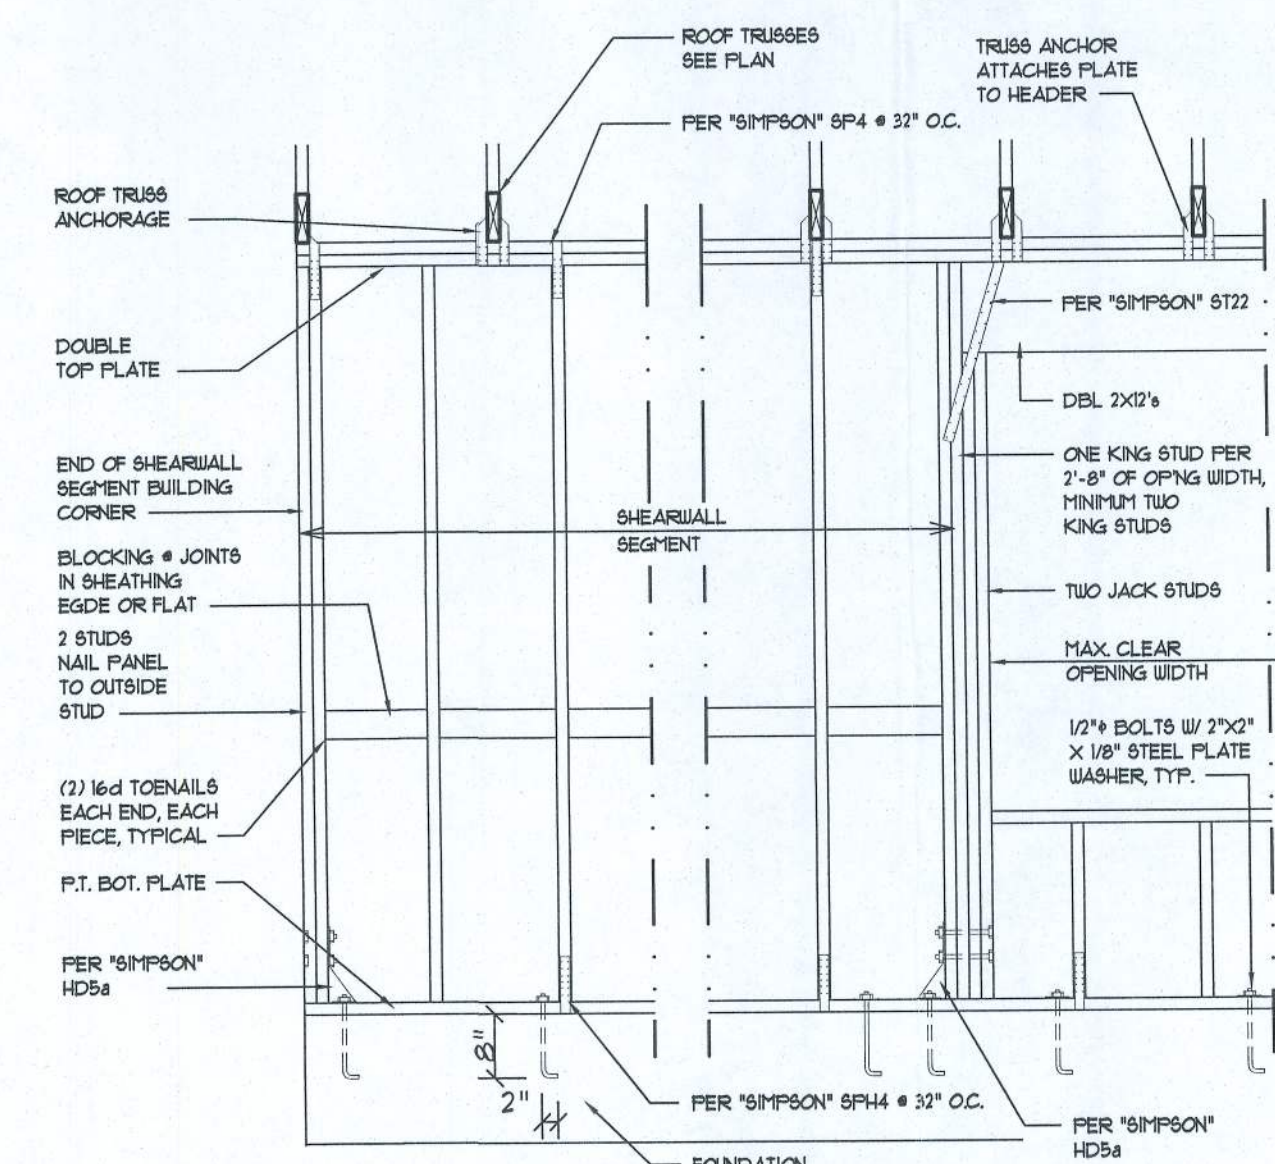 ROOF TRUSSES
SEE PLAN
TRUSS ANCHOR
ATTACHES PLATE
TO HEADER
PER "SIMPSON" SP4 @ 32" O.C.
ROOF TRUSS
ANCHORAGE
PER "SIMPSON" ST22
DOUBLE
TOP PLATE
DBL 2X12's
END OF SHEARWALL
SEGMENT BUILDING
CORNER
ONE KING STUD PER
2'-8" OF OP'NG WIDTH,
MINIMUM TWO
KING STUDS
SHEARWALL
SEGMENT
BLOCKING @ JOINTS
IN SHEATHING
EGDE OR FLAT
TWO JACK STUDS
2 STUDS
NAIL PANEL
TO OUTSIDE
STUD
MAX. CLEAR
OPENING WIDTH
1/2"ϕ BOLTS W/ 2"X2"
X 1/8" STEEL PLATE
WASHER, TYP.
(2) 16d TOENAILS
EACH END, EACH
PIECE, TYPICAL
P.T. BOT. PLATE
PER "SIMPSON"
HD5a
8"
2"
PER "SIMPSON" SPH4 @ 32" O.C.
PER "SIMPSON"
HD5a
FOUNDATION